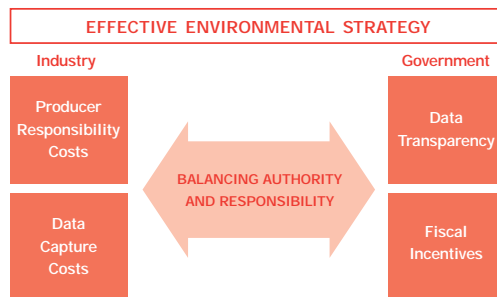 EFFECTIVE ENVIRONMENTAL STRATEGY
Industry
Government
Producer
Responsibility
Costs
Data
Transparency
BALANCING AUTHORITY
AND RESPONSIBILITY
Data
Capture
Costs
Fiscal
Incentives